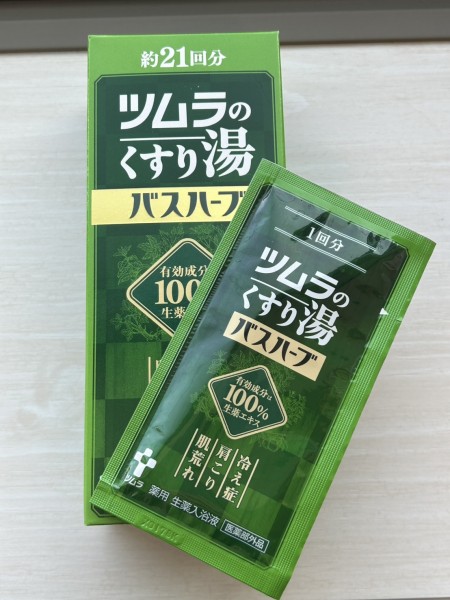 約21回分
ツムラの
くすり湯
バスハーブ
有効成分
100%
生薬
1回分
ツムラの
くすり湯
バスハーブ
有効成分は
100%
生薬エキス
冷え症
肩こり
肌荒れ
ツムラ
薬用 生薬入浴液
医薬部外品